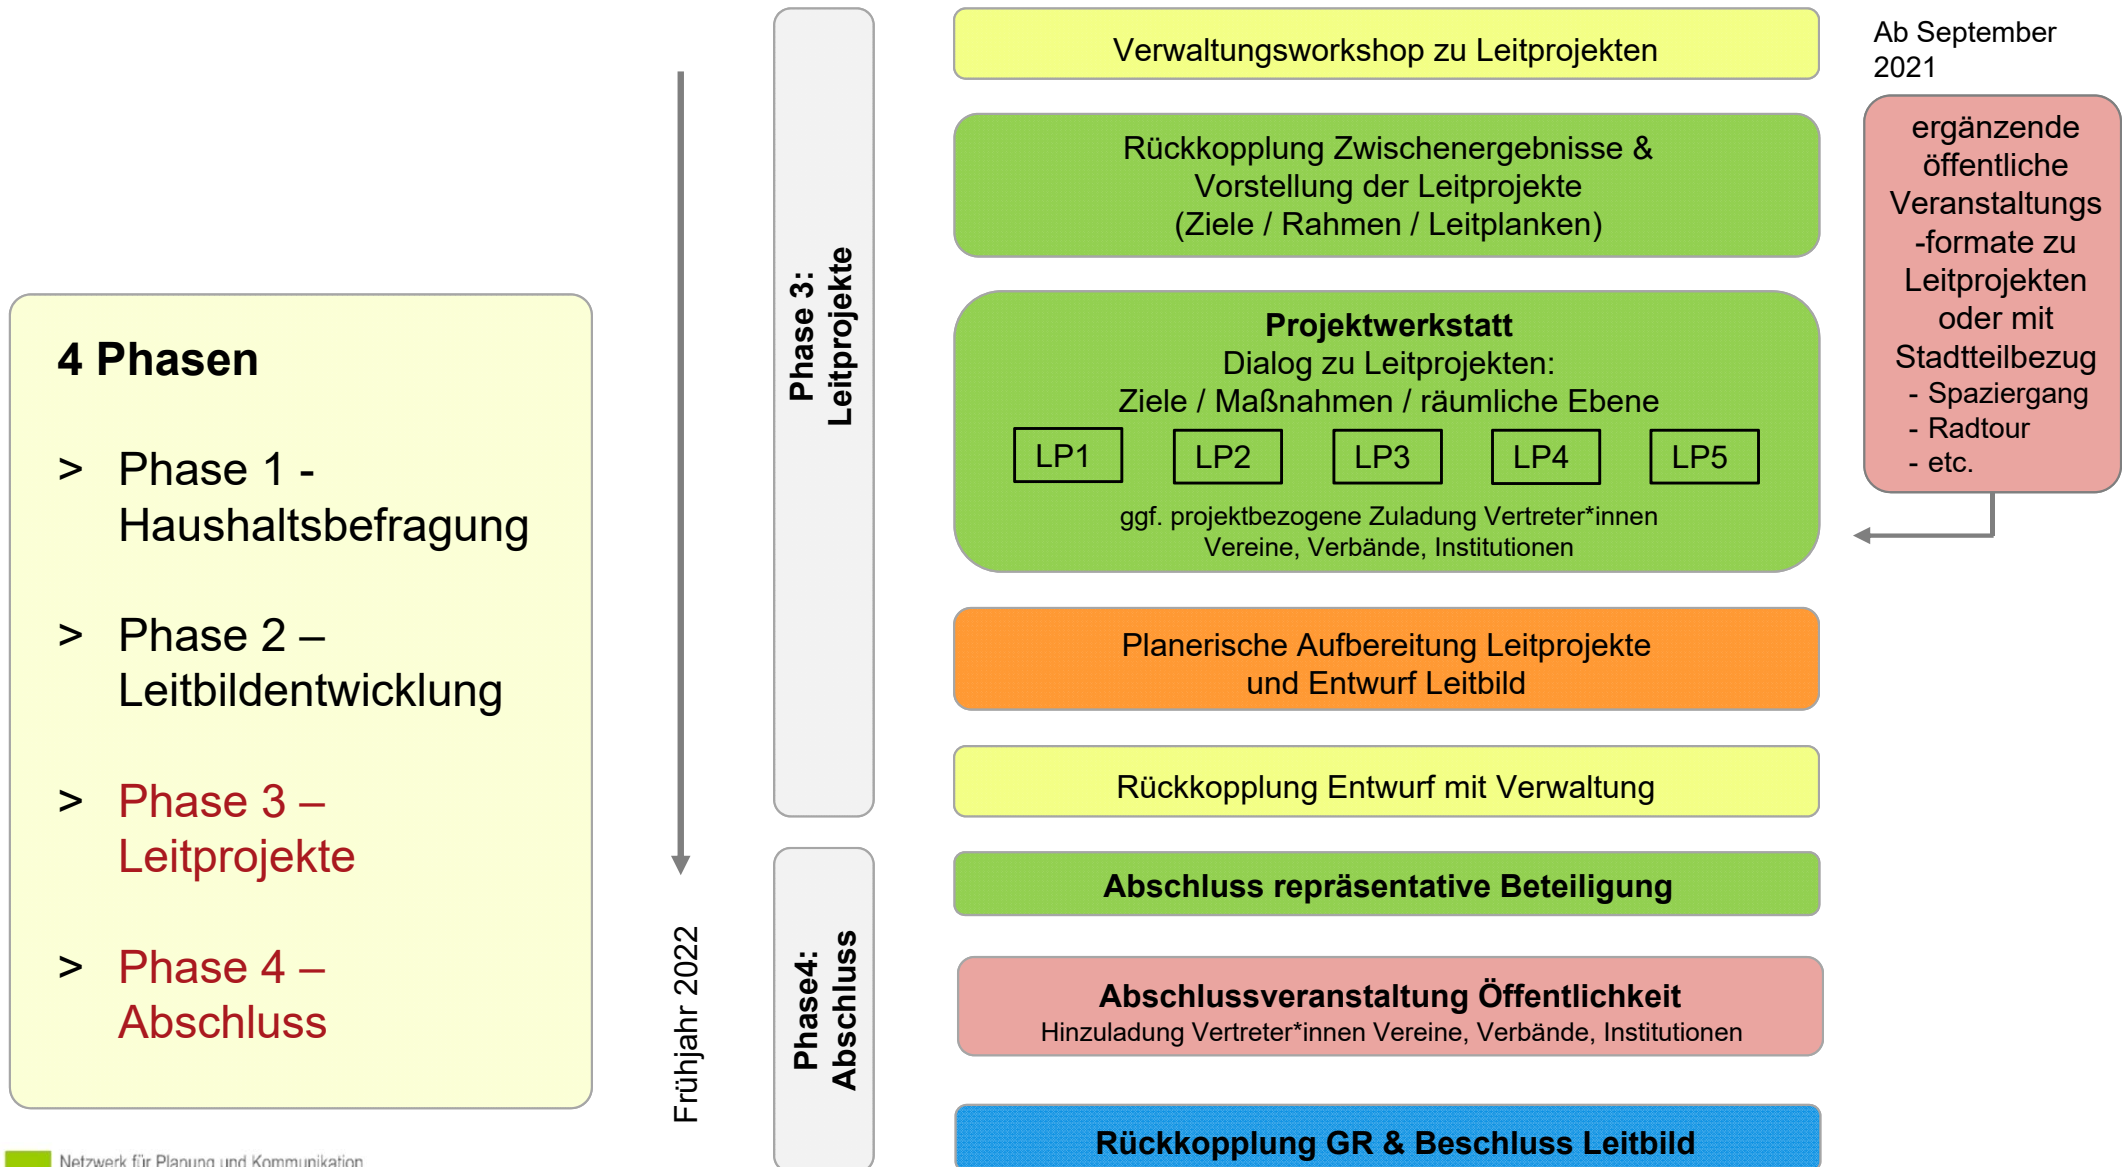 4 Phasen
> Phase 1 -
Haushaltsbefragung
> Phase 2 –
Leitbildentwicklung
> Phase 3 –
Leitprojekte
> Phase 4 –
Abschluss
Netzwerk für Planung und Kommunikation
Frühjahr 2022
Phase 3:
Leitprojekte
Phase4:
Abschluss
Verwaltungsworkshop zu Leitprojekten
Rückkopplung Zwischenergebnisse &
Vorstellung der Leitprojekte
(Ziele / Rahmen / Leitplanken)
Projektwerkstatt
Dialog zu Leitprojekten:
Ziele / Maßnahmen / räumliche Ebene
LP1 LP2 LP3 LP4 LP5
ggf. projektbezogene Zuladung Vertreter*innen
Vereine, Verbände, Institutionen
Planerische Aufbereitung Leitprojekte
und Entwurf Leitbild
Rückkopplung Entwurf mit Verwaltung
Abschluss repräsentative Beteiligung
Abschlussveranstaltung Öffentlichkeit
Hinzuladung Vertreter*innen Vereine, Verbände, Institutionen
Rückkopplung GR & Beschluss Leitbild
Ab September
2021
ergänzende
öffentliche
Veranstaltungs
-formate zu
Leitprojekten
oder mit
Stadtteilbezug
- Spaziergang
- Radtour
- etc.